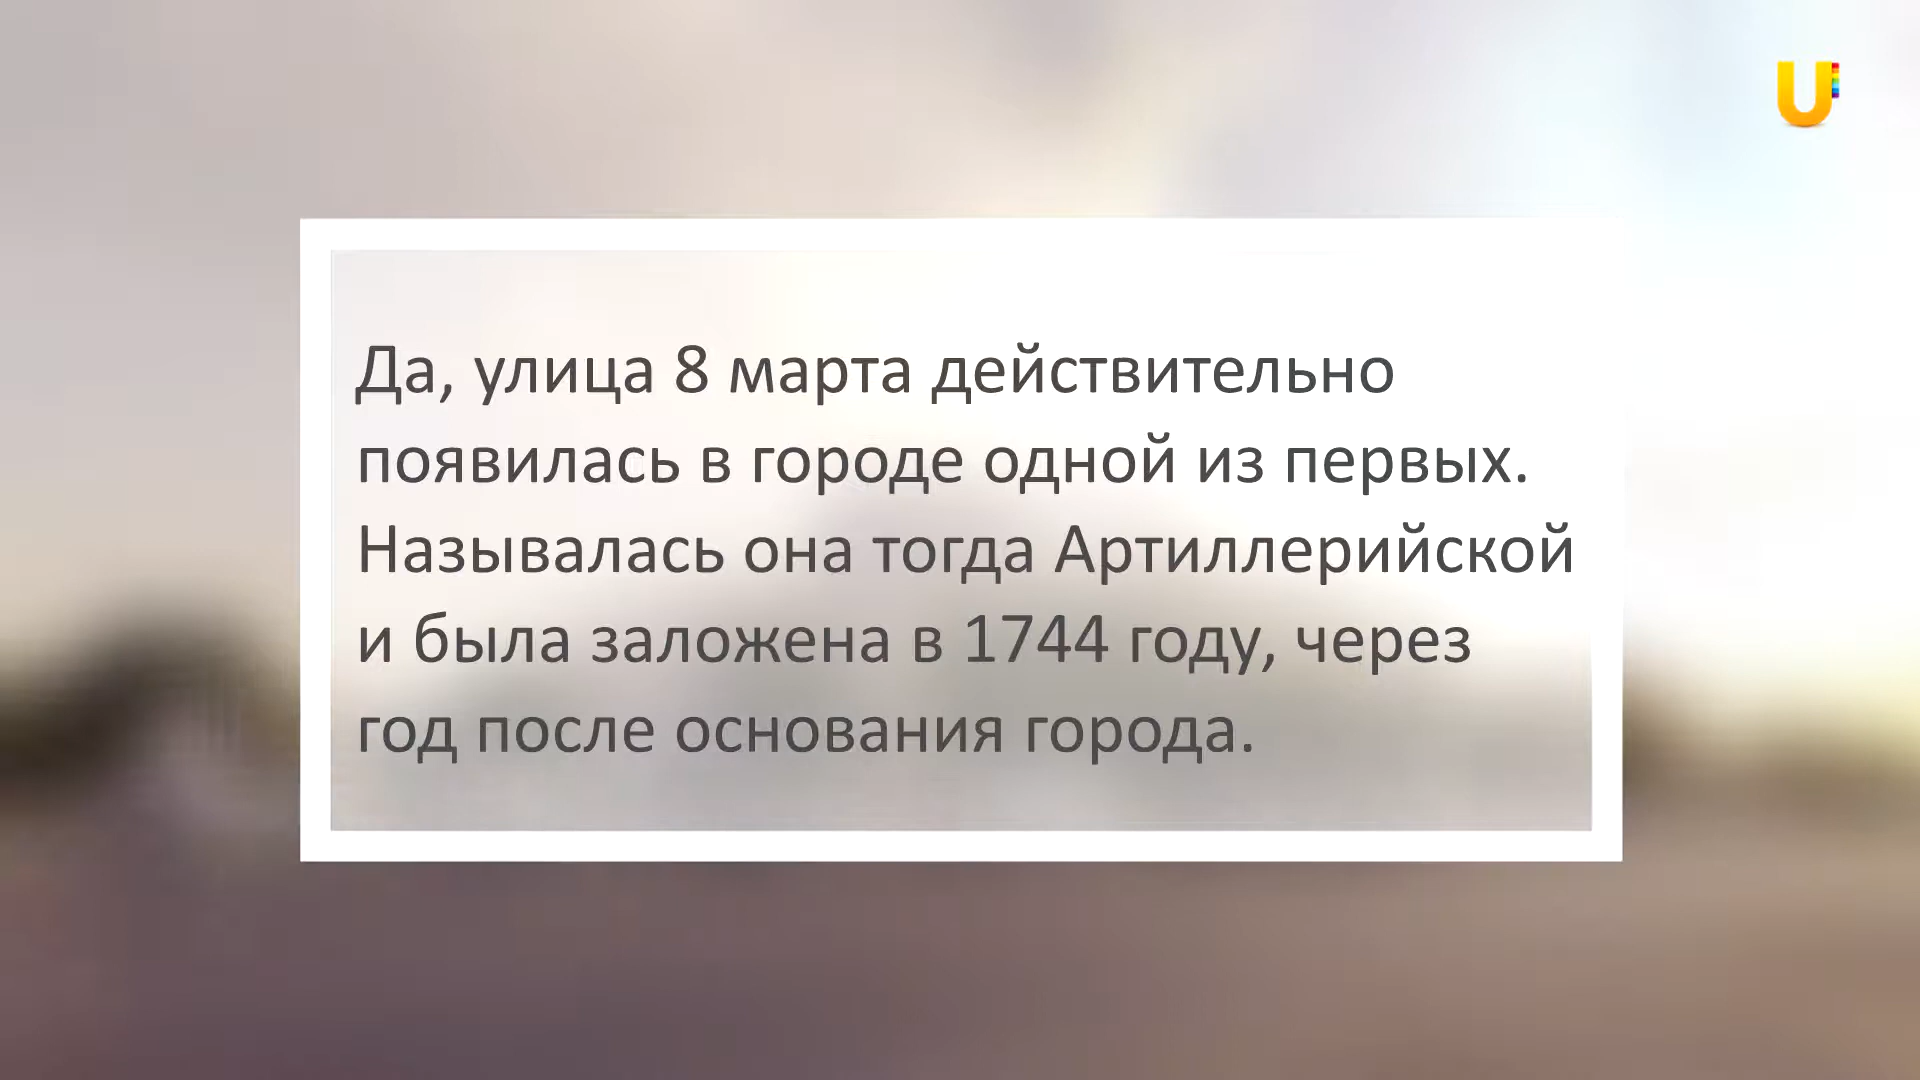 U
Да, улица 8 марта действительно
появилась в городе одной из первых.
Называлась она тогда Артиллерийской
и была заложена в 1744 году, через
год после основания города.